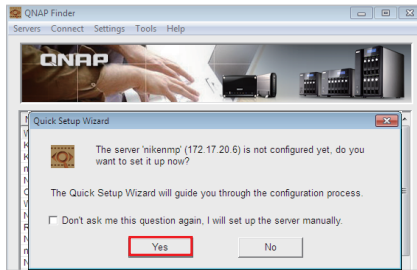 QNAP Finder
Servers Connect Settings Tools Help
QNAP
Quick Setup Wizard
The server 'nikenmp' (172.17.20.6) is not configured yet, do you
want to set it up now?
The Quick Setup Wizard will guide you through the configuration process.
Don't ask me this question again, I will set up the server manually.
Yes No